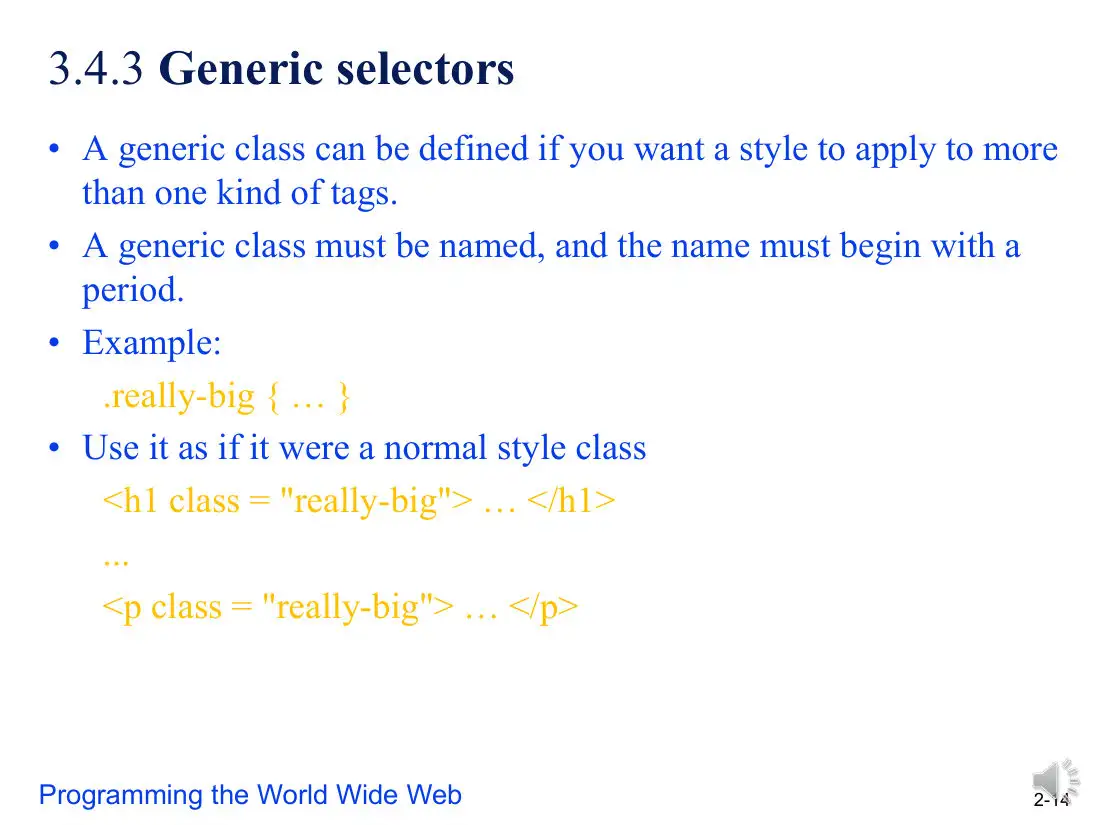 3.4.3 Generic selectors
• A generic class can be defined if you want a style to apply to more
than one kind of tags.
• A generic class must be named, and the name must begin with a
period.
• Example:
.really-big { … }
• Use it as if it were a normal style class
<h1 class = "really-big"> … </h1>
...
<p class = "really-big"> … </p>
Programming the World Wide Web
2-14